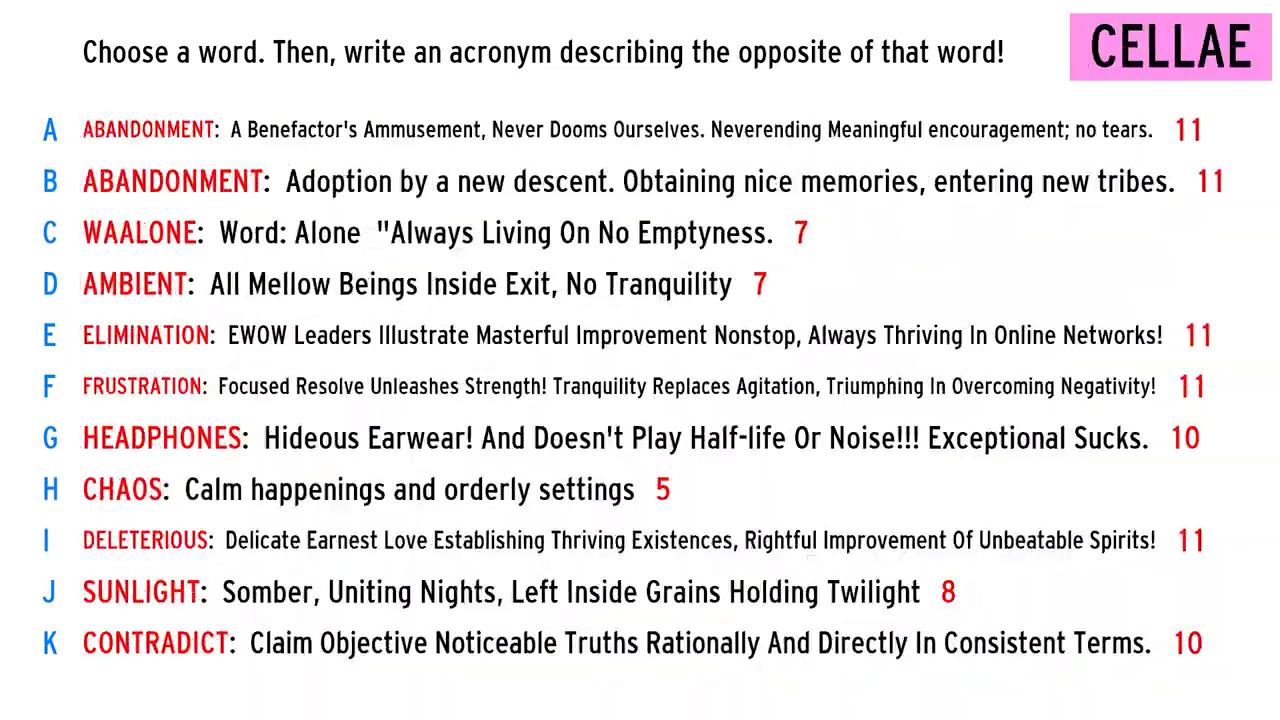 Choose a word. Then, write an acronym describing the opposite of that word!
CELLAE
A ABANDONMENT: A Benefactor's Ammusement, Never Dooms Ourselves. Neverending Meaningful encouragement; no tears. 11
B ABANDONMENT: Adoption by a new descent. Obtaining nice memories, entering new tribes. 11
C WAALONE: Word: Alone "Always Living On No Emptyness. 7
D AMBIENT: All Mellow Beings Inside Exit, No Tranquility 7
E ELIMINATION: EWOW Leaders Illustrate Masterful Improvement Nonstop, Always Thriving In Online Networks! 11
F FRUSTRATION: Focused Resolve Unleashes Strength! Tranquility Replaces Agitation, Triumphing In Overcoming Negativity! 11
G HEADPHONES: Hideous Earwear! And Doesn't Play Half-life Or Noise!!! Exceptional Sucks. 10
H CHAOS: Calm happenings and orderly settings 5
I DELETERIOUS: Delicate Earnest Love Establishing Thriving Existences, Rightful Improvement Of Unbeatable Spirits! 11
J SUNLIGHT: Somber, Uniting Nights, Left Inside Grains Holding Twilight 8
K CONTRADICT: Claim Objective Noticeable Truths Rationally And Directly In Consistent Terms. 10